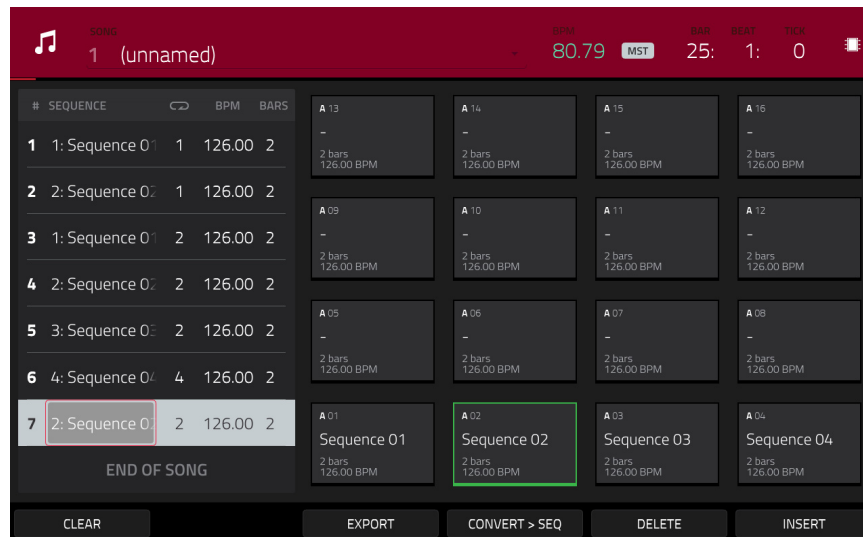 SONG BPM BAR BEAT TICK
1 (unnamed) 80.79 MST 25: 1: 0
# SEQUENCE BPM BARS
1 1: Sequence 01 1 126.00 2
2 2: Sequence 02 1 126.00 2
3 1: Sequence 01 2 126.00 2
4 2: Sequence 02 2 126.00 2
5 3: Sequence 03 2 126.00 2
6 4: Sequence 04 4 126.00 2
7 2: Sequence 02 2 126.00 2
END OF SONG
A 13 A 14 A 15 A 16
- - - -
2 bars 2 bars 2 bars 2 bars
126.00 BPM 126.00 BPM 126.00 BPM 126.00 BPM
A 09 A 10 A 11 A 12
- - - -
2 bars 2 bars 2 bars 2 bars
126.00 BPM 126.00 BPM 126.00 BPM 126.00 BPM
A 05 A 06 A 07 A 08
- - - -
2 bars 2 bars 2 bars 2 bars
126.00 BPM 126.00 BPM 126.00 BPM 126.00 BPM
A 01 A 02 A 03 A 04
Sequence 01 Sequence 02 Sequence 03 Sequence 04
2 bars 2 bars 2 bars 2 bars
126.00 BPM 126.00 BPM 126.00 BPM 126.00 BPM
CLEAR EXPORT CONVERT > SEQ DELETE INSERT